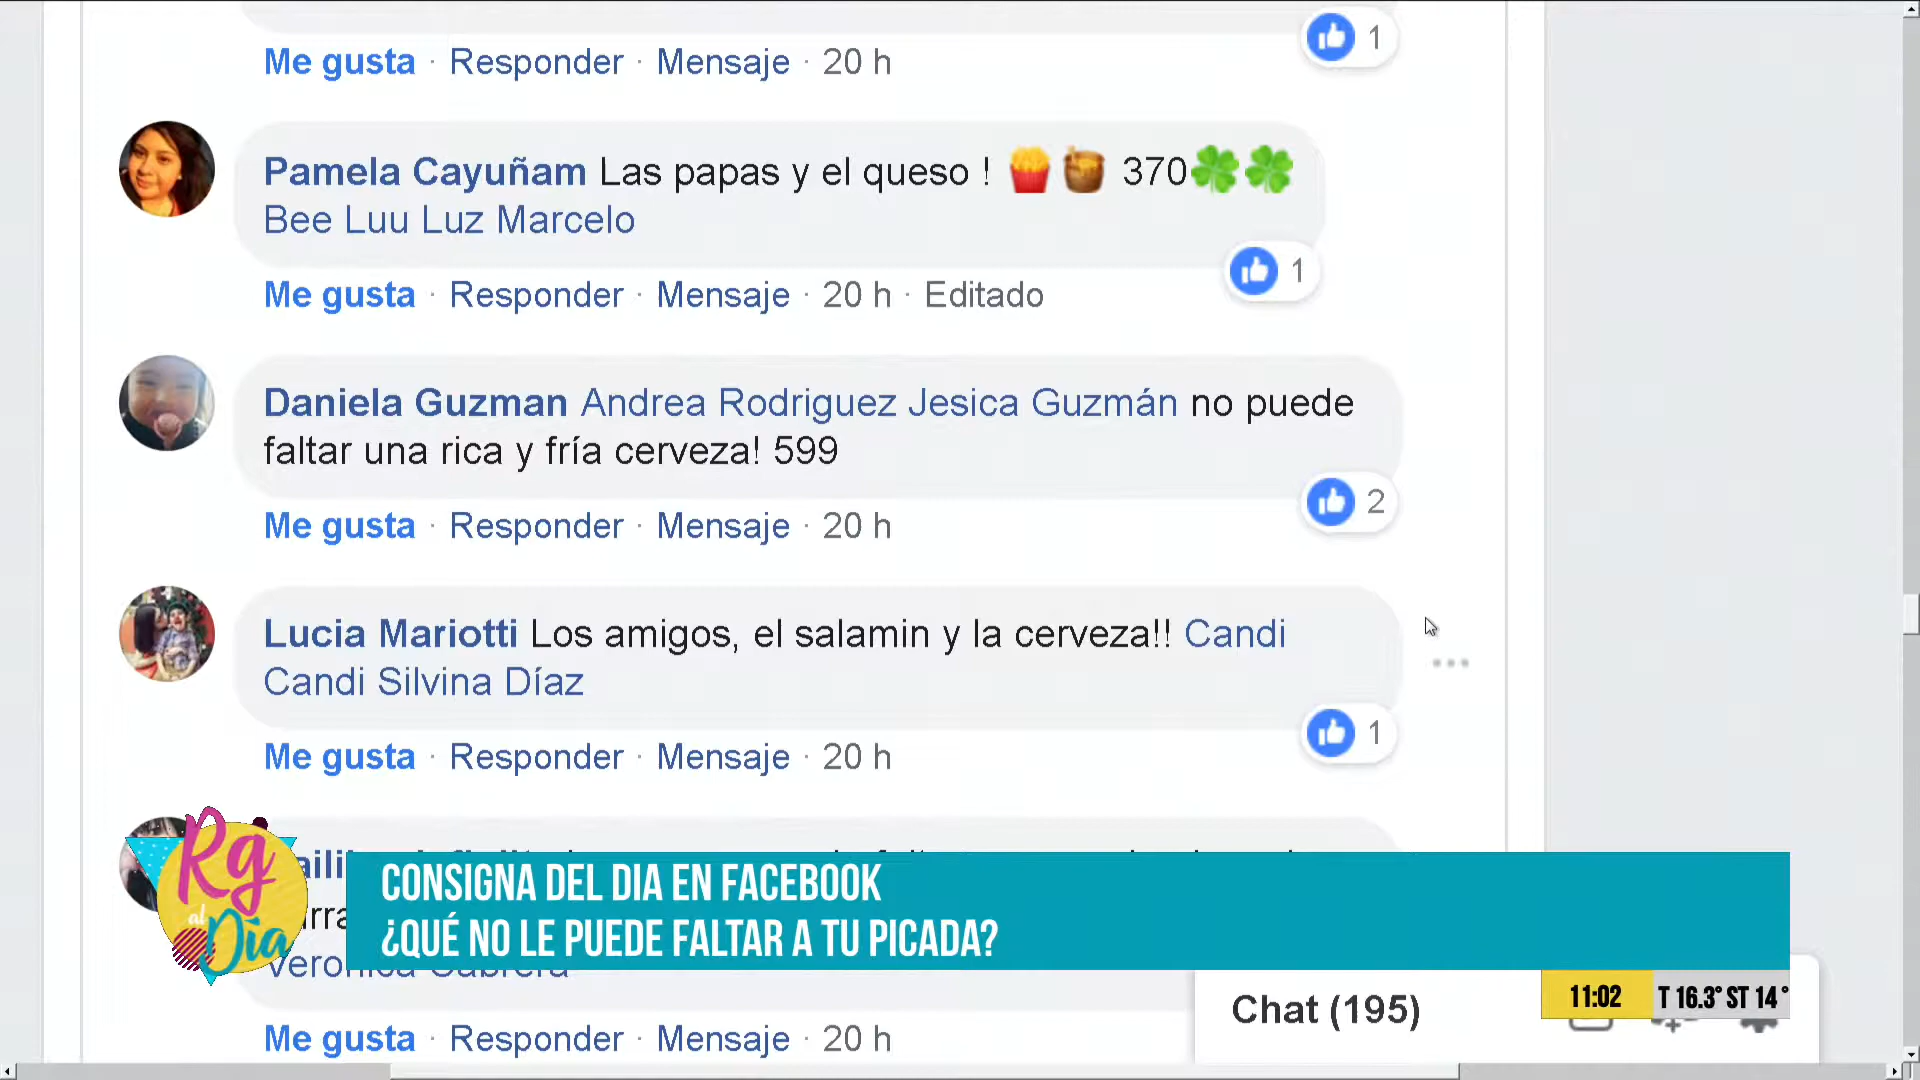 Me gusta · Responder · Mensaje · 20 h
1
Pamela Cayuñam Las papas y el queso ! 🍟🍯 370🍀🍀
Bee Luu Luz Marcelo
1
Me gusta · Responder · Mensaje · 20 h · Editado
Daniela Guzman Andrea Rodriguez Jesica Guzmán no puede
faltar una rica y fría cerveza! 599
2
Me gusta · Responder · Mensaje · 20 h
Lucia Mariotti Los amigos, el salamin y la cerveza!! Candi
Candi Silvina Díaz
1
Me gusta · Responder · Mensaje · 20 h
Rg
al
Día
CONSIGNA DEL DIA EN FACEBOOK
¿QUÉ NO LE PUEDE FALTAR A TU PICADA?
Veronica Cabrera
Chat (195)
11:02
T 16.3° ST 14°
Me gusta · Responder · Mensaje · 20 h